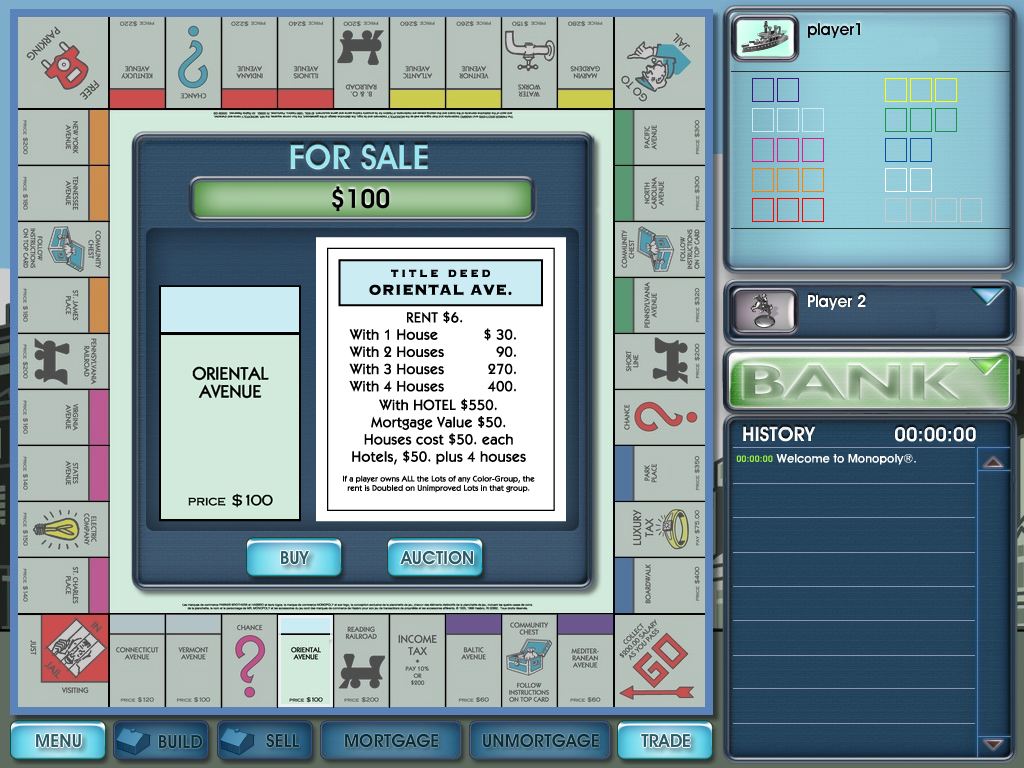 FREE
PARKING
PRICE $220
KENTUCKY
AVENUE
CHANCE
PRICE $220
INDIANA
AVENUE
PRICE $240
ILLINOIS
AVENUE
PRICE $200
B. & O.
RAILROAD
PRICE $260
ATLANTIC
AVENUE
PRICE $260
VENTNOR
AVENUE
PRICE $150
WATER
WORKS
PRICE $280
MARVIN
GARDENS
GO TO
JAIL
NEW YORK
AVENUE
PRICE $200
TENNESSEE
AVENUE
PRICE $180
COMMUNITY
CHEST
FOLLOW
INSTRUCTIONS
ON TOP CARD
ST. JAMES
PLACE
PRICE $180
PENNSYLVANIA
RAILROAD
PRICE $200
VIRGINIA
AVENUE
PRICE $160
STATES
AVENUE
PRICE $140
ELECTRIC
COMPANY
PRICE $150
ST. CHARLES
PLACE
PRICE $140
FOR SALE
$100
ORIENTAL
AVENUE
PRICE $100
TITLE DEED
ORIENTAL AVE.
RENT $6.
With 1 House $ 30.
With 2 Houses 90.
With 3 Houses 270.
With 4 Houses 400.
With HOTEL $550.
Mortgage Value $50.
Houses cost $50. each
Hotels, $50. plus 4 houses
If a player owns ALL the Lots of any Color-Group, the
rent is Doubled on Unimproved Lots in that group.
BUY
AUCTION
PACIFIC
AVENUE
PRICE $300
NORTH
CAROLINA
AVENUE
PRICE $300
COMMUNITY
CHEST
FOLLOW
INSTRUCTIONS
ON TOP CARD
PENNSYLVANIA
AVENUE
PRICE $320
SHORT
LINE
PRICE $200
CHANCE
PARK
PLACE
PRICE $350
LUXURY
TAX
PAY $75.00
BOARDWALK
PRICE $400
JUST
VISITING
IN
JAIL
CONNECTICUT
AVENUE
PRICE $120
VERMONT
AVENUE
PRICE $100
CHANCE
ORIENTAL
AVENUE
PRICE $100
READING
RAILROAD
PRICE $200
INCOME
TAX
PAY 10%
OR
$200
BALTIC
AVENUE
PRICE $60
COMMUNITY
CHEST
FOLLOW
INSTRUCTIONS
ON TOP CARD
MEDITER-
RANEAN
AVENUE
PRICE $60
COLLECT
$200.00 SALARY
AS YOU PASS
GO
MENU
BUILD
SELL
MORTGAGE
UNMORTGAGE
TRADE
player1
Player 2
BANK
HISTORY 00:00:00
00:00:00 Welcome to Monopoly®.